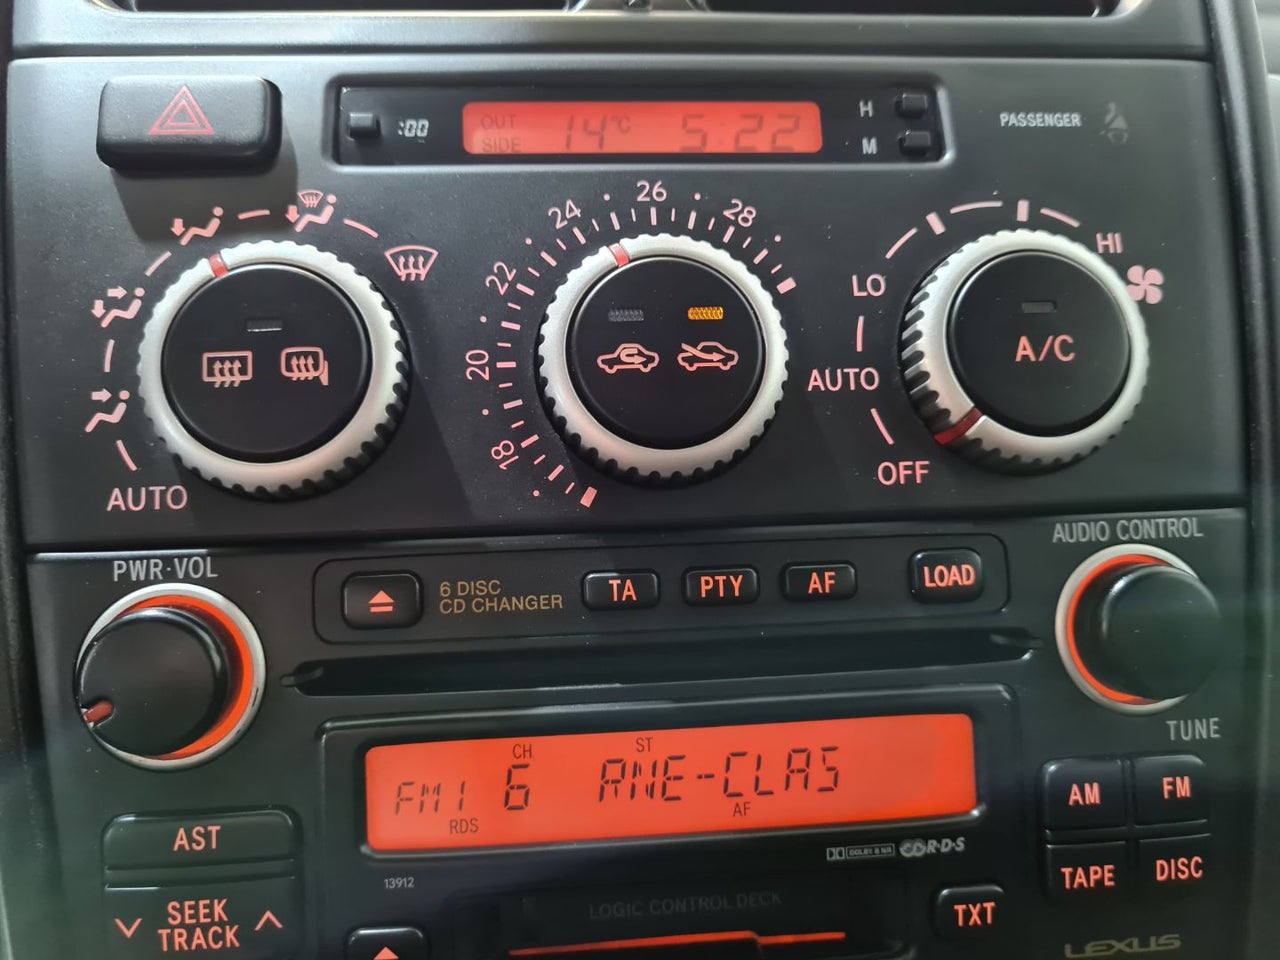 :00
OUT SIDE 14°C 5:22
H
M
PASSENGER
AUTO
18
20
22
24
26
28
LO
HI
AUTO
OFF
A/C
PWR·VOL
6 DISC
CD CHANGER
TA
PTY
AF
LOAD
AUDIO CONTROL
TUNE
CH
ST
FM1 6 RNE-CLAS
RDS
AF
DOLBY B NR
R·D·S
13912
AST
SEEK
TRACK
LOGIC CONTROL DECK
AM
FM
TAPE
DISC
TXT
LEXUS